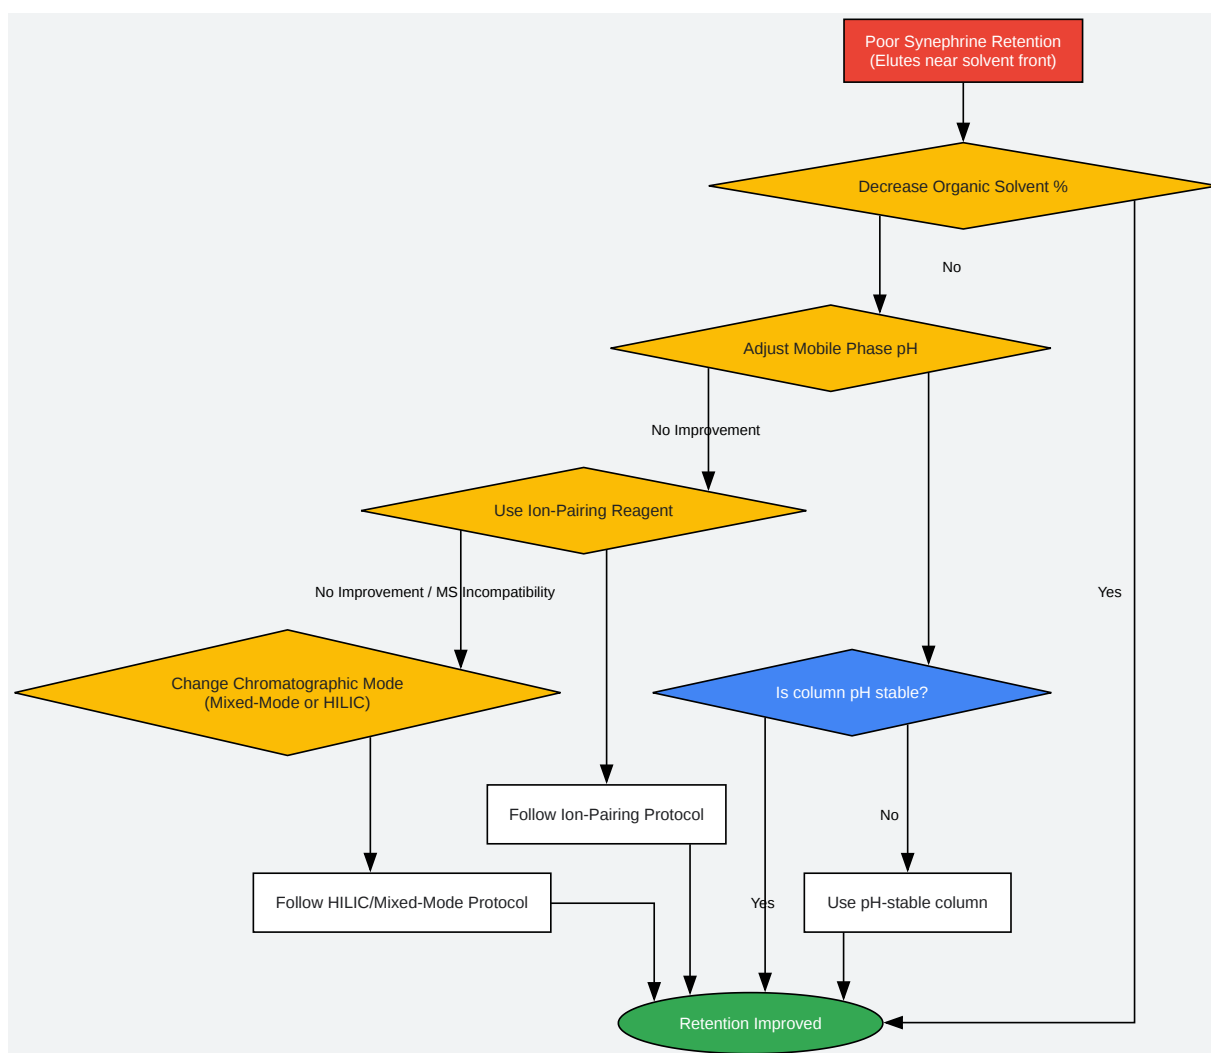 Poor Synephrine Retention
(Elutes near solvent front)
Decrease Organic Solvent %
No
Adjust Mobile Phase pH
No Improvement
Use Ion-Pairing Reagent
No Improvement / MS Incompatibility
Yes
Change Chromatographic Mode
(Mixed-Mode or HILIC)
Is column pH stable?
Follow Ion-Pairing Protocol
No
Follow HILIC/Mixed-Mode Protocol
Yes
Use pH-stable column
Retention Improved